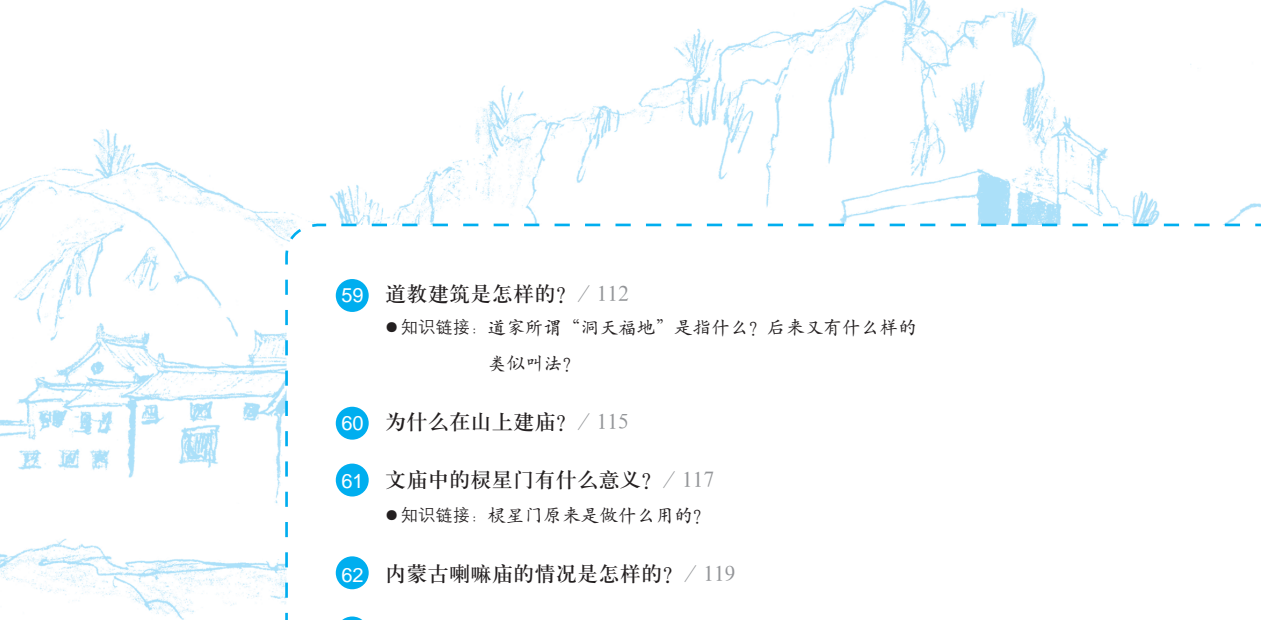 59 道教建筑是怎样的？ / 112
●知识链接：道家所谓“洞天福地”是指什么？后来又有什么样的
类似叫法？
60 为什么在山上建庙？ / 115
61 文庙中的棂星门有什么意义？ / 117
●知识链接：棂星门原来是做什么用的？
62 内蒙古喇嘛庙的情况是怎样的？ / 119